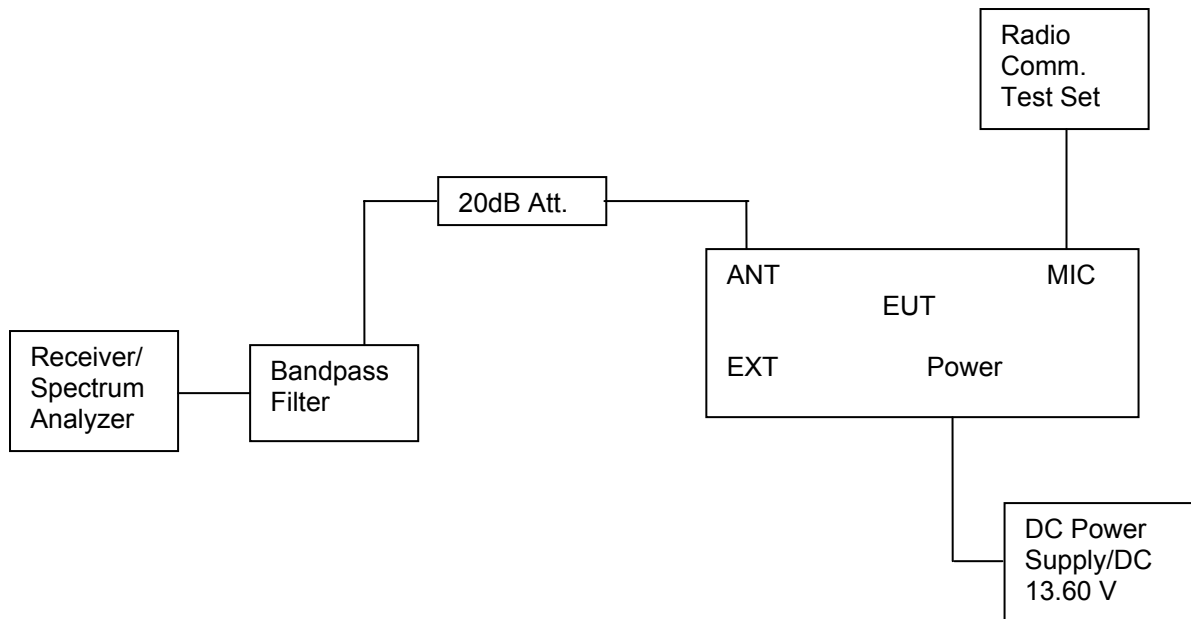 Radio
Comm.
Test Set
20dB Att.
ANT
MIC
EUT
EXT
Power
Receiver/
Spectrum
Analyzer
Bandpass
Filter
DC Power
Supply/DC
13.60 V